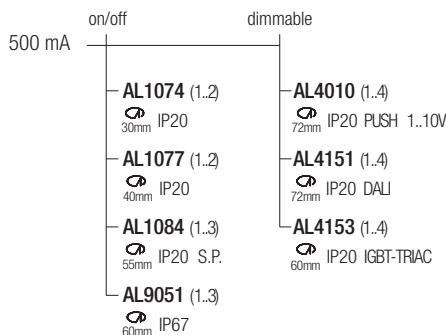 on/off dimmable
500 mA
AL1074 (1..2) AL4010 (1..4)
30mm IP20 72mm IP20 PUSH 1..10V
AL1077 (1..2) AL4151 (1..4)
40mm IP20 72mm IP20 DALI
AL1084 (1..3) AL4153 (1..4)
55mm IP20 S.P. 60mm IP20 IGBT-TRIAC
AL9051 (1..3)
60mm IP67